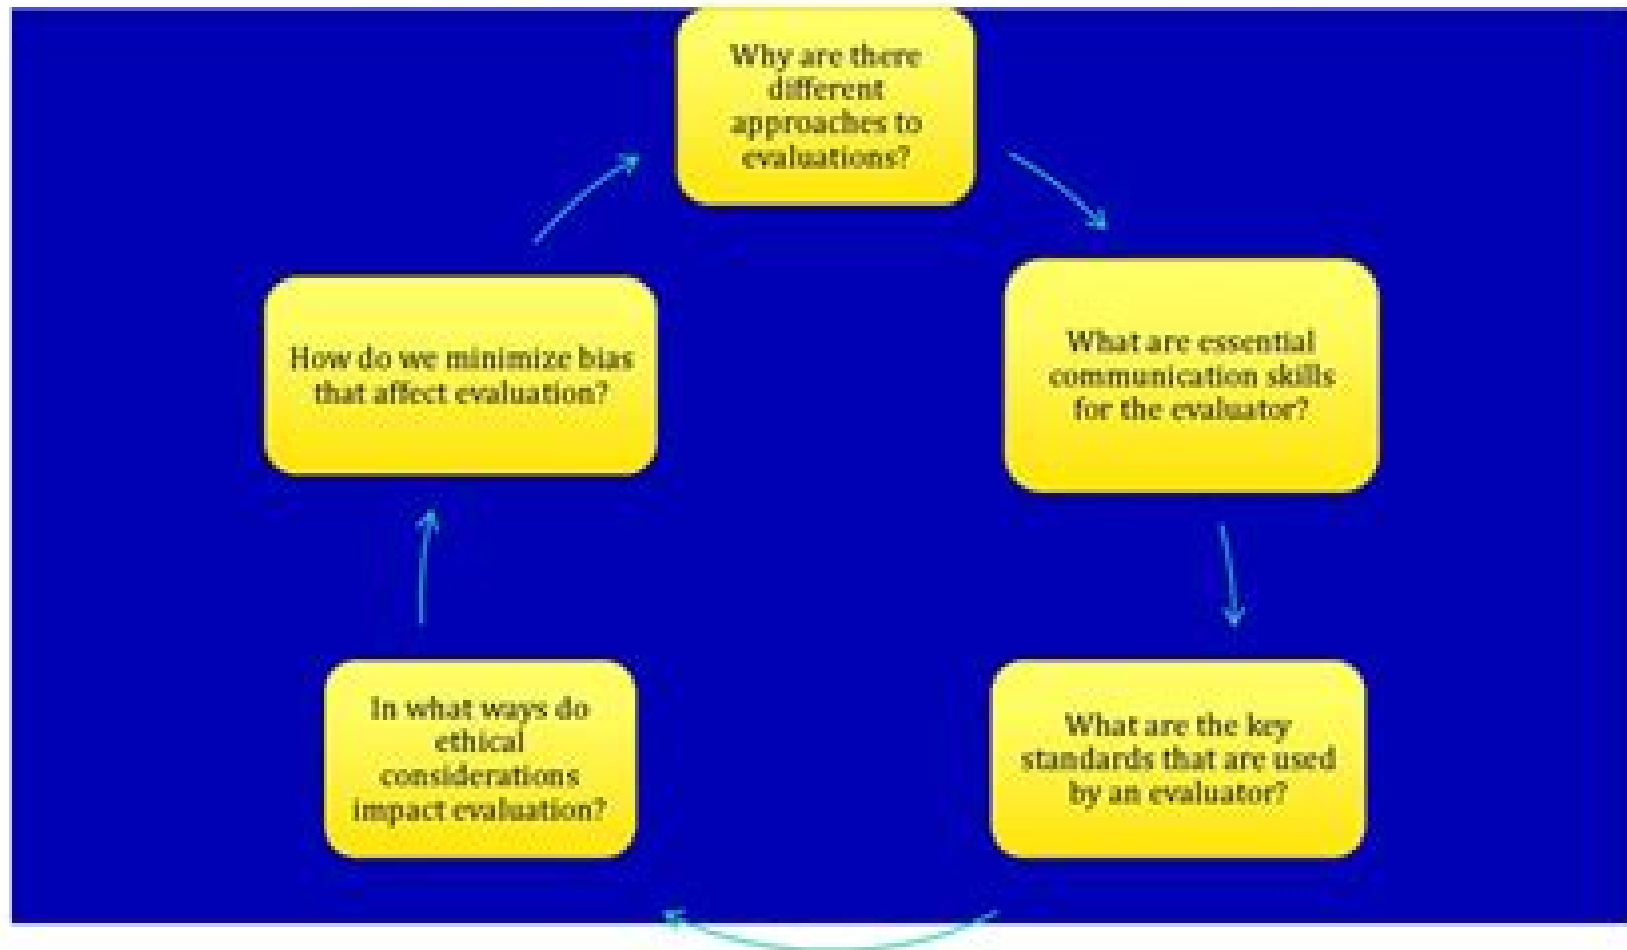 Why are there
different
approaches to
evaluations?
What are essential
communication skills
for the evaluator?
What are the key
standards that are used
by an evaluator?
In what ways do
ethical
considerations
impact evaluation?
How do we minimize bias
that affect evaluation?